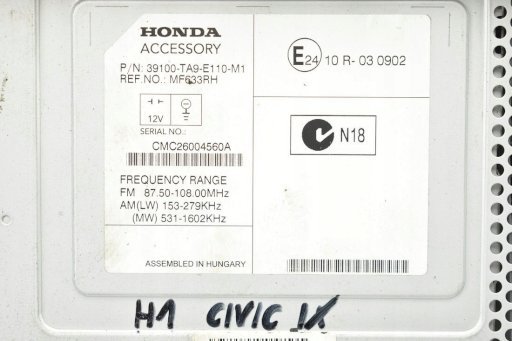 HONDA
ACCESSORY
P/N: 39100-TA9-E110-M1
REF.NO.: MF633RH
12V
SERIAL NO.:
CMC26004560A
FREQUENCY RANGE
FM 87.50-108.00MHz
AM(LW) 153-279KHz
(MW) 531-1602KHz
ASSEMBLED IN HUNGARY
E24 10 R- 03 0902
N18
H1 CIVIC IX